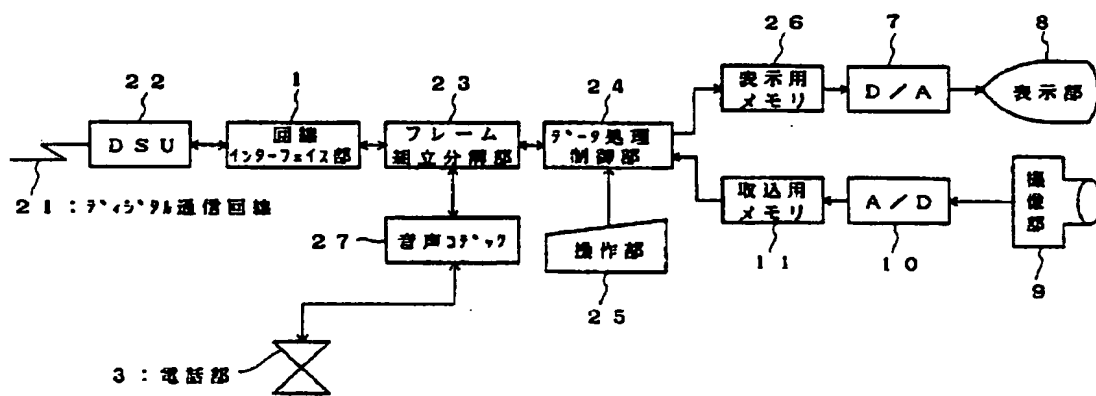 26
7
8
22
1
23
24
表示用
メモリ
D/A
表示部
DSU
回線
インターフェイス部
フレーム
組立分解部
データ処理
制御部
21:ディジタル通信回線
取込用
メモリ
A/D
撮像部
27
音声コデック
操作部
11
10
9
25
3:電話部